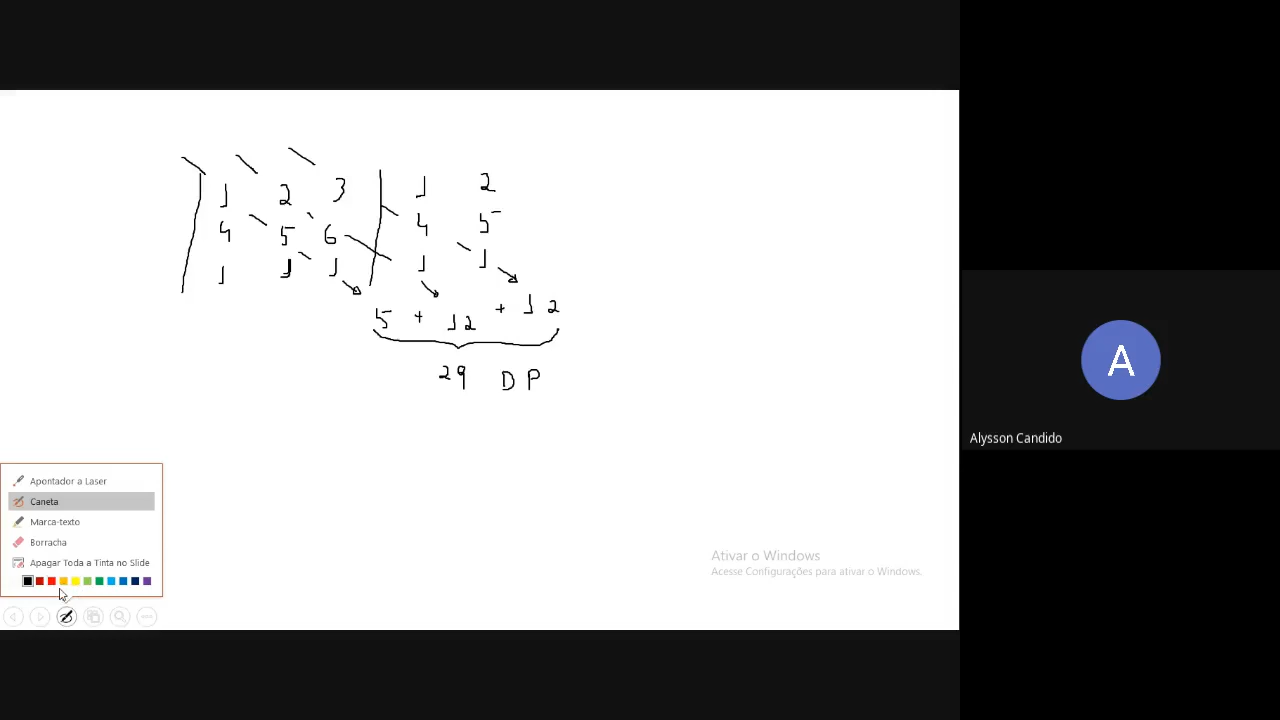 1 2 3 1 2
4 5 6 4 5
1 1 1 1 1
5 + 12 + 12
29 DP
Alysson Candido
A
Apontador a Laser
Caneta
Marca-texto
Borracha
Apagar Toda a Tinta no Slide
Ativar o Windows
Acesse Configurações para ativar o Windows.